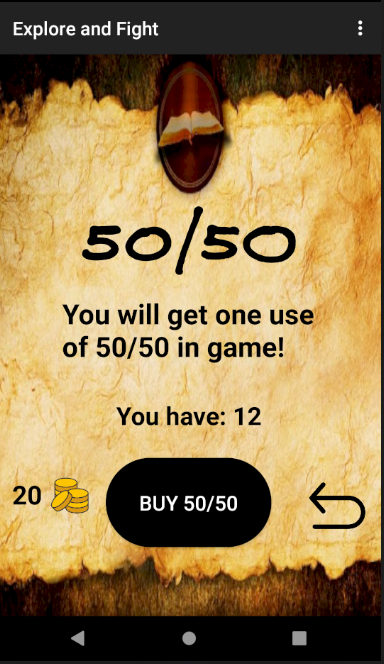 Explore and Fight
50/50
You will get one use
of 50/50 in game!
You have: 12
20
BUY 50/50